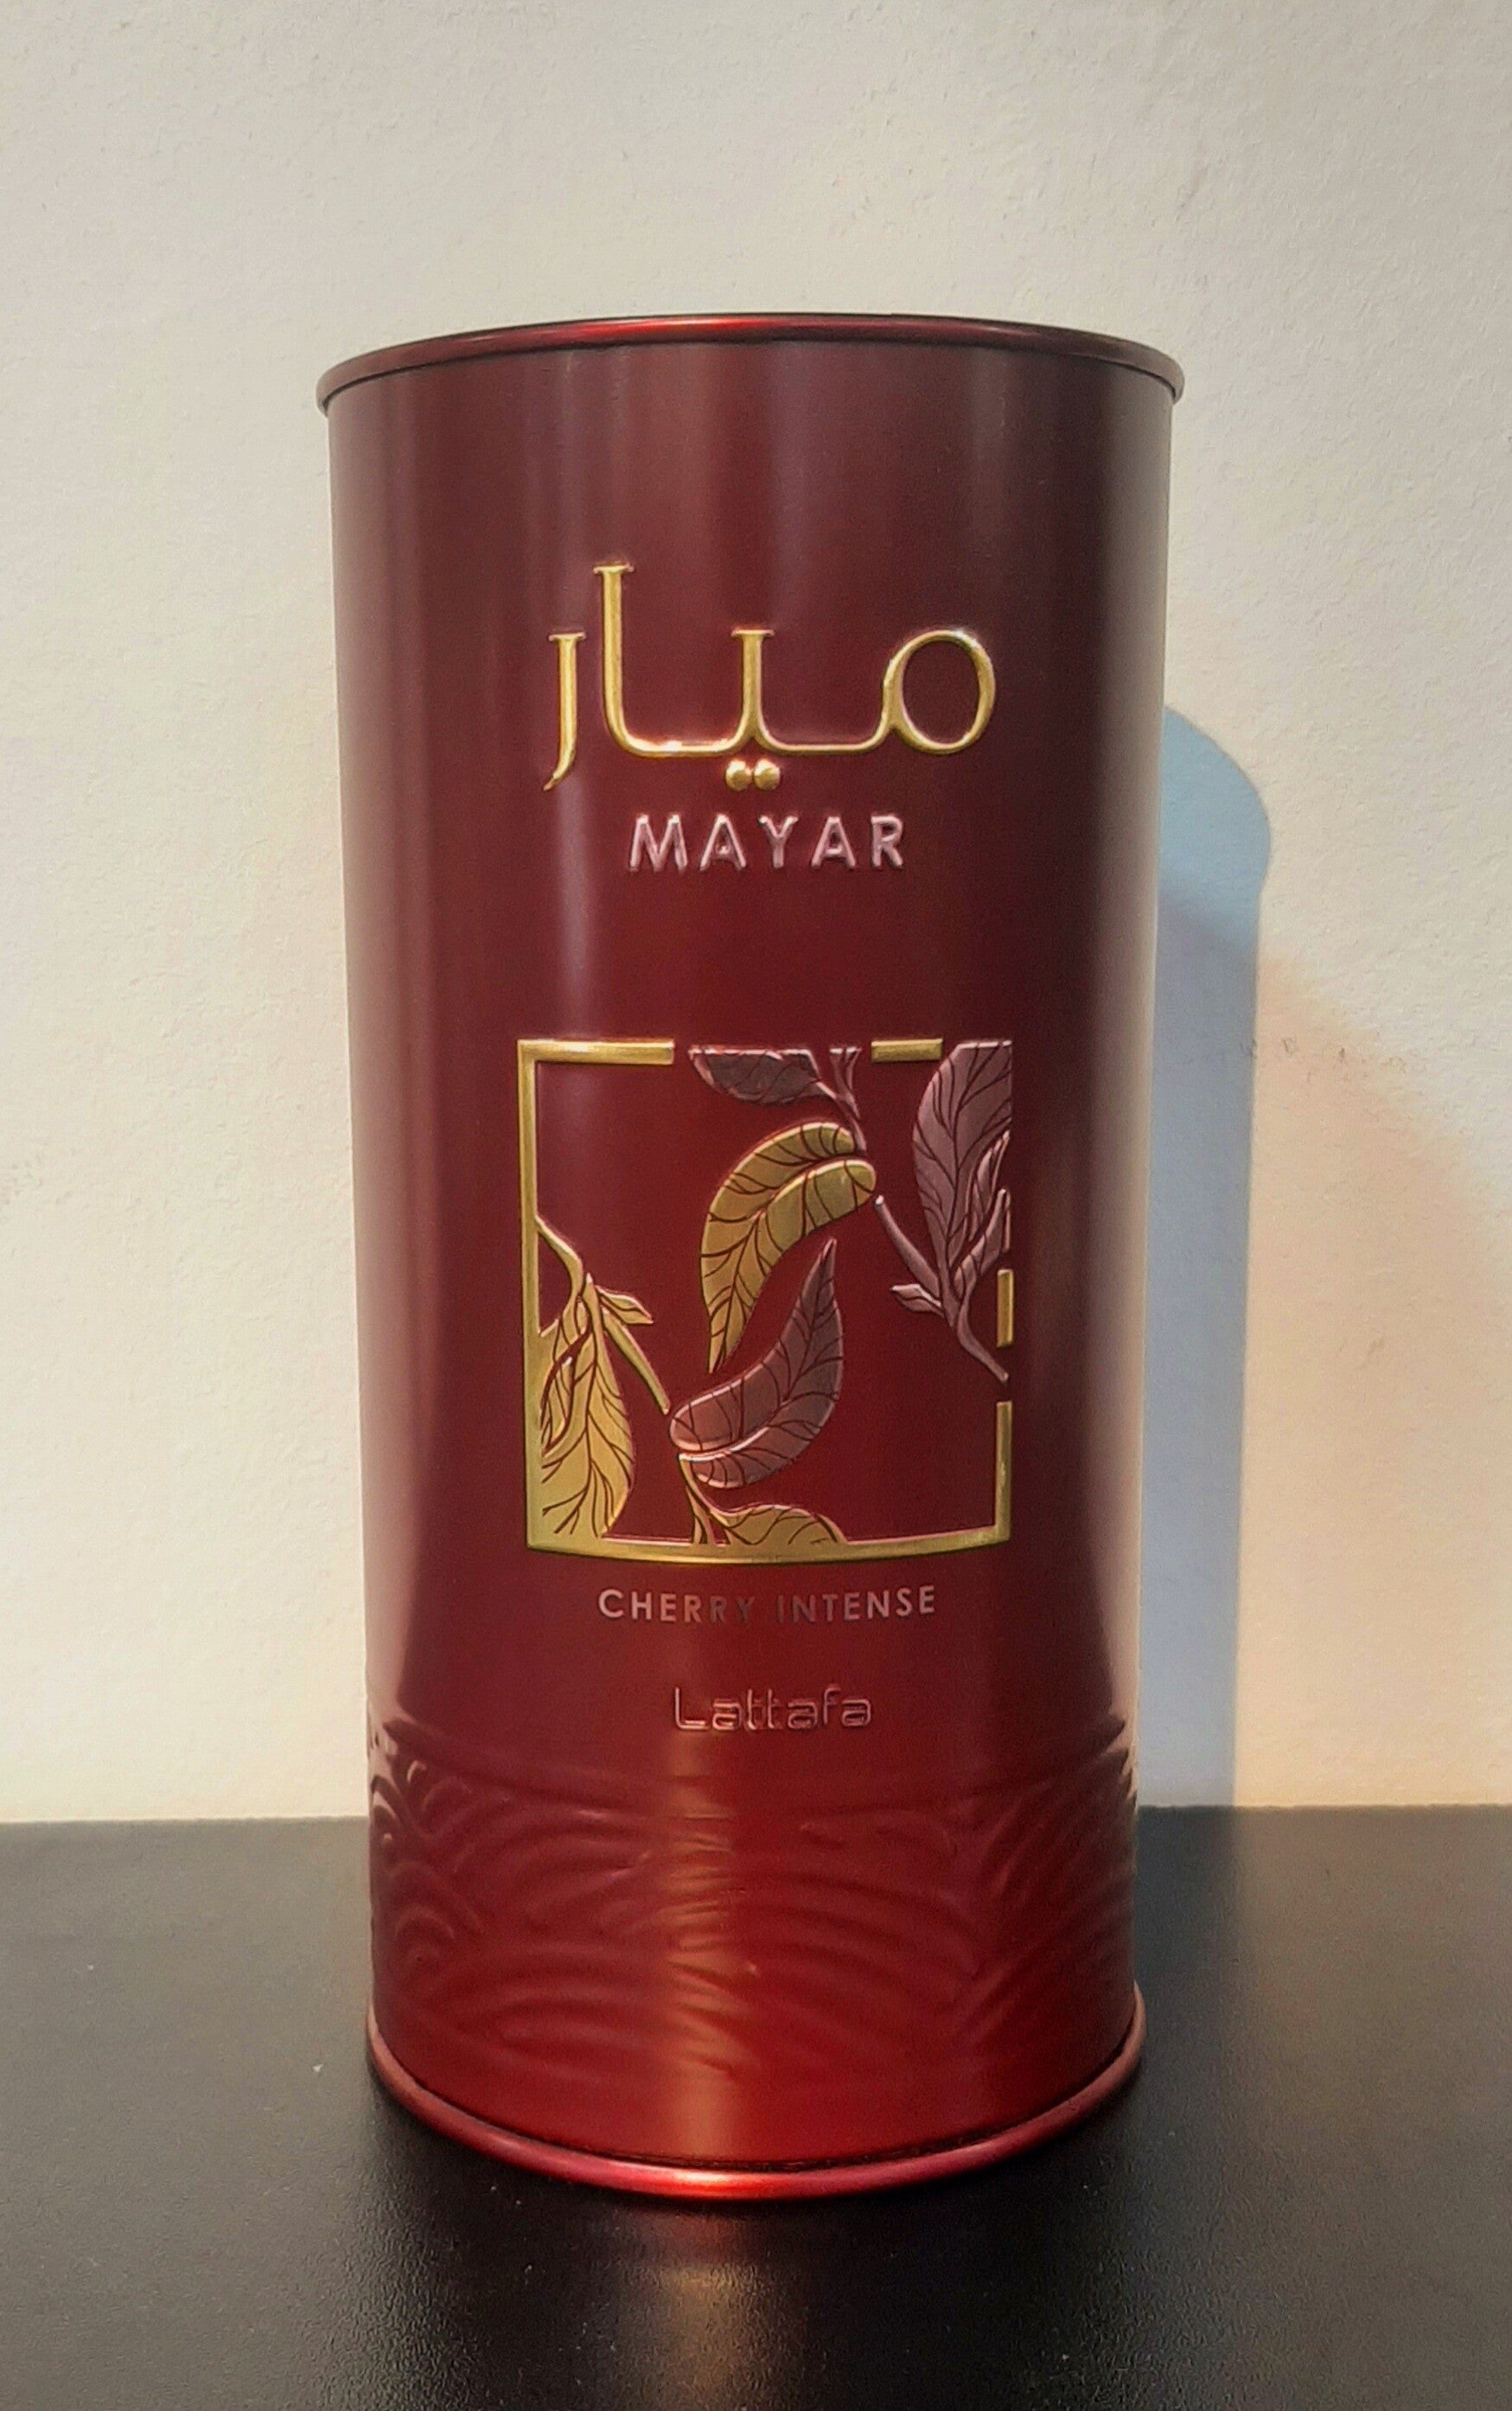 ميار
MAYAR
CHERRY INTENSE
Lattafa